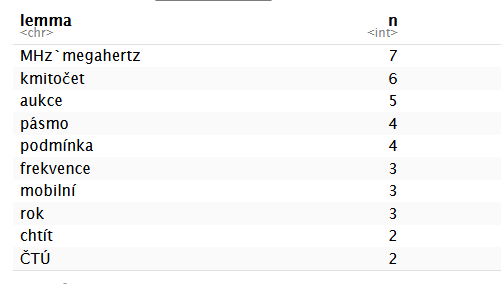 lemma n
<chr> <int>
MHz`megahertz 7
kmitočet 6
aukce 5
pásmo 4
podmínka 4
frekvence 3
mobilní 3
rok 3
chtít 2
ČTÚ 2